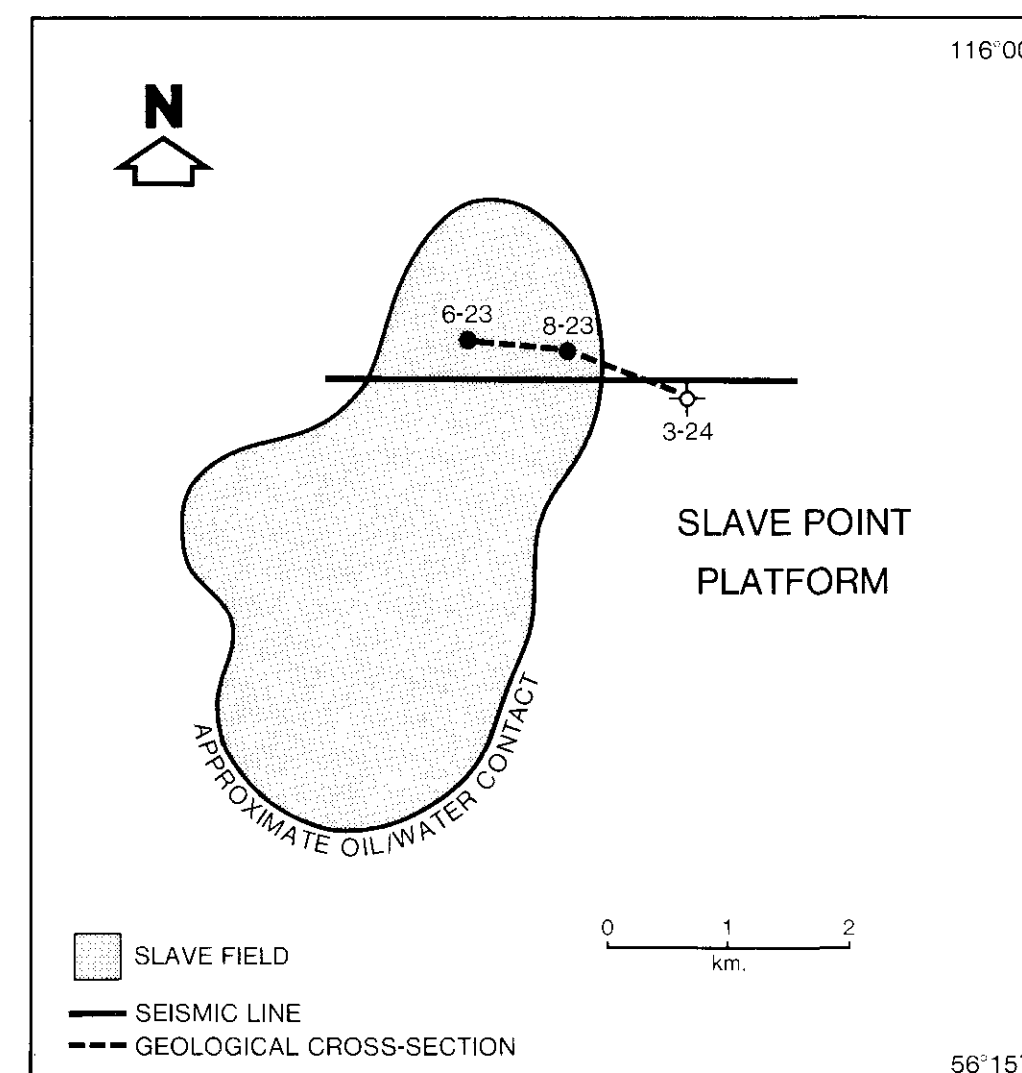 116°00
N
6-23
8-23
3-24
SLAVE POINT
PLATFORM
APPROXIMATE OIL/WATER CONTACT
0 1 2
km.
SLAVE FIELD
SEISMIC LINE
GEOLOGICAL CROSS-SECTION
56°15'